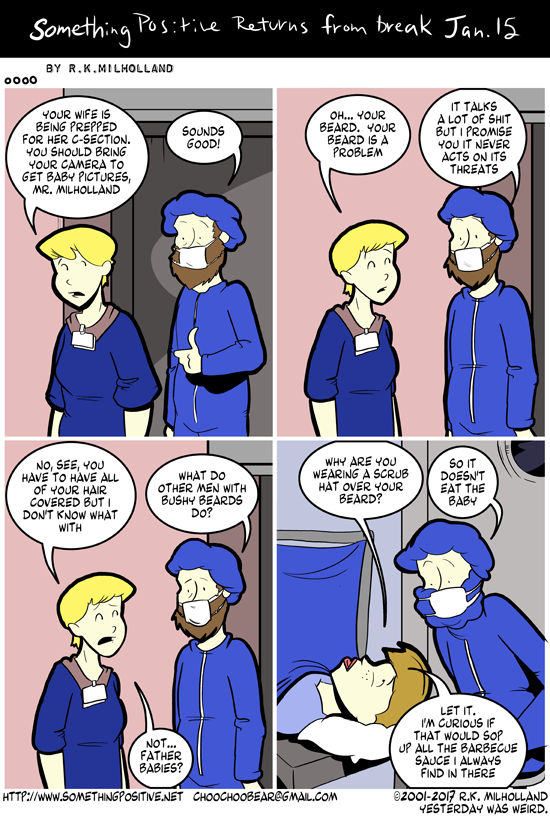 Something Positive Returns from break Jan. 15
BY R.K.MILHOLLAND
YOUR WIFE IS
BEING PREPPED
FOR HER C-SECTION.
YOU SHOULD BRING
YOUR CAMERA TO
GET BABY PICTURES,
MR. MILHOLLAND
SOUNDS
GOOD!
OH... YOUR
BEARD. YOUR
BEARD IS A
PROBLEM
IT TALKS
A LOT OF SHIT
BUT I PROMISE
YOU IT NEVER
ACTS ON ITS
THREATS
NO, SEE, YOU
HAVE TO HAVE ALL
OF YOUR HAIR
COVERED BUT I
DON'T KNOW WHAT
WITH
WHAT DO
OTHER MEN WITH
BUSHY BEARDS
DO?
NOT...
FATHER
BABIES?
WHY ARE YOU
WEARING A SCRUB
HAT OVER YOUR
BEARD?
SO IT
DOESN'T
EAT THE
BABY
LET IT.
I'M CURIOUS IF
THAT WOULD SOP
UP ALL THE BARBECUE
SAUCE I ALWAYS
FIND IN THERE
HTTP://WWW.SOMETHINGPOSITIVE.NET CHOOCHOOBEAR@GMAIL.COM ©2001-2017 R.K. MILHOLLAND
YESTERDAY WAS WEIRD.